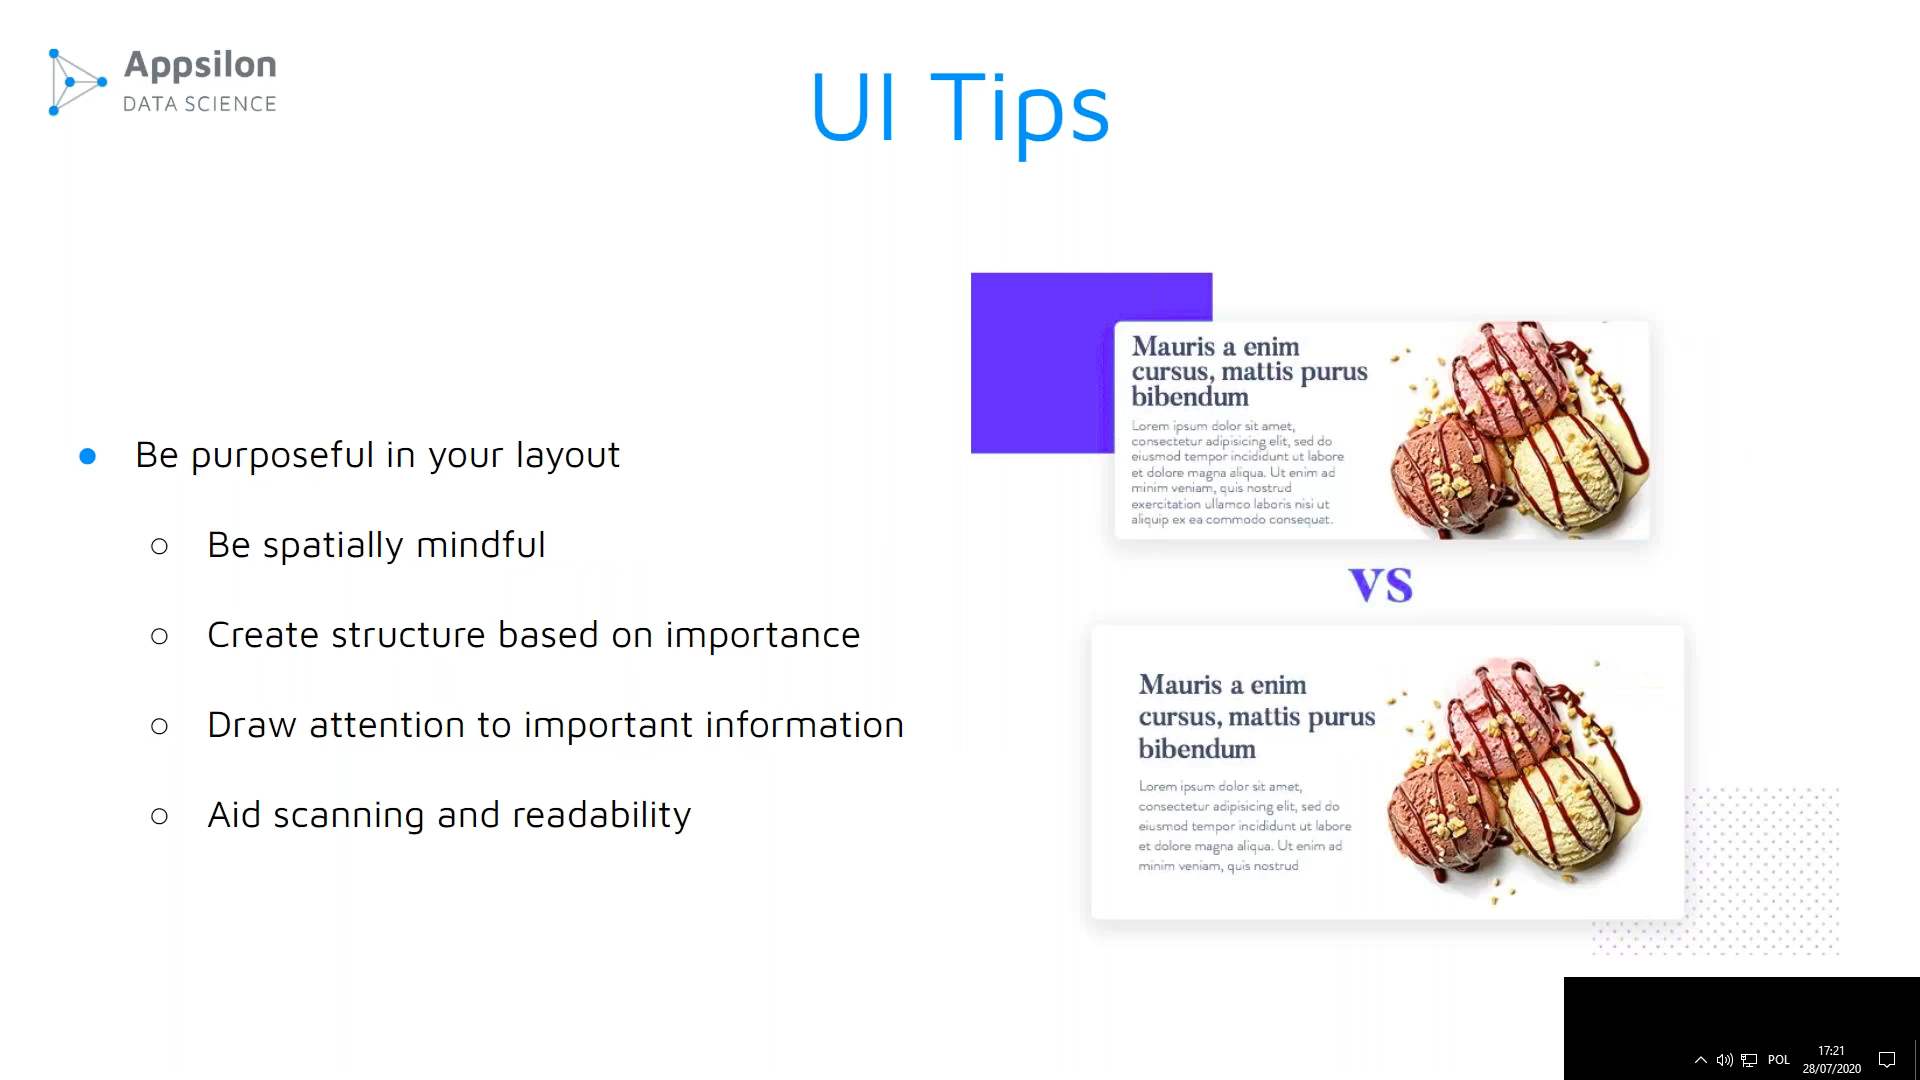 Appsilon
DATA SCIENCE
UI Tips
Be purposeful in your layout
Be spatially mindful
Create structure based on importance
Draw attention to important information
Aid scanning and readability
Mauris a enim
cursus, mattis purus
bibendum
Lorem ipsum dolor sit amet,
consectetur adipisicing elit, sed do
eiusmod tempor incididunt ut labore
et dolore magna aliqua. Ut enim ad
minim veniam, quis nostrud
exercitation ullamco laboris nisi ut
aliquip ex ea commodo consequat.
VS
Mauris a enim
cursus, mattis purus
bibendum
Lorem ipsum dolor sit amet,
consectetur adipisicing elit, sed do
eiusmod tempor incididunt ut labore
et dolore magna aliqua. Ut enim ad
minim veniam, quis nostrud
POL
17:21
28/07/2020